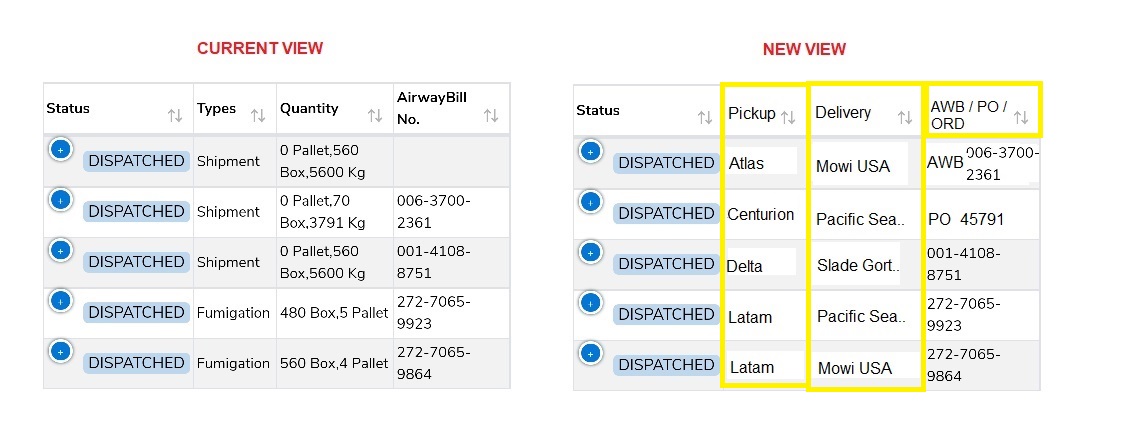 CURRENT VIEW
Status Types Quantity AirwayBill
No.
+ DISPATCHED Shipment 0 Pallet,560
Box,5600 Kg
+ DISPATCHED Shipment 0 Pallet,70 006-3700-
Box,3791 Kg 2361
+ DISPATCHED Shipment 0 Pallet,560 001-4108-
Box,5600 Kg 8751
+ DISPATCHED Fumigation 480 Box,5 Pallet 272-7065-
9923
+ DISPATCHED Fumigation 560 Box,4 Pallet 272-7065-
9864
NEW VIEW
Status Pickup Delivery AWB / PO /
ORD
+ DISPATCHED Atlas Mowi USA AWB 006-3700-
2361
+ DISPATCHED Centurion Pacific Sea.. PO 45791
+ DISPATCHED Delta Slade Gort.. 001-4108-
8751
+ DISPATCHED Latam Pacific Sea.. 272-7065-
9923
+ DISPATCHED Latam Mowi USA 272-7065-
9864